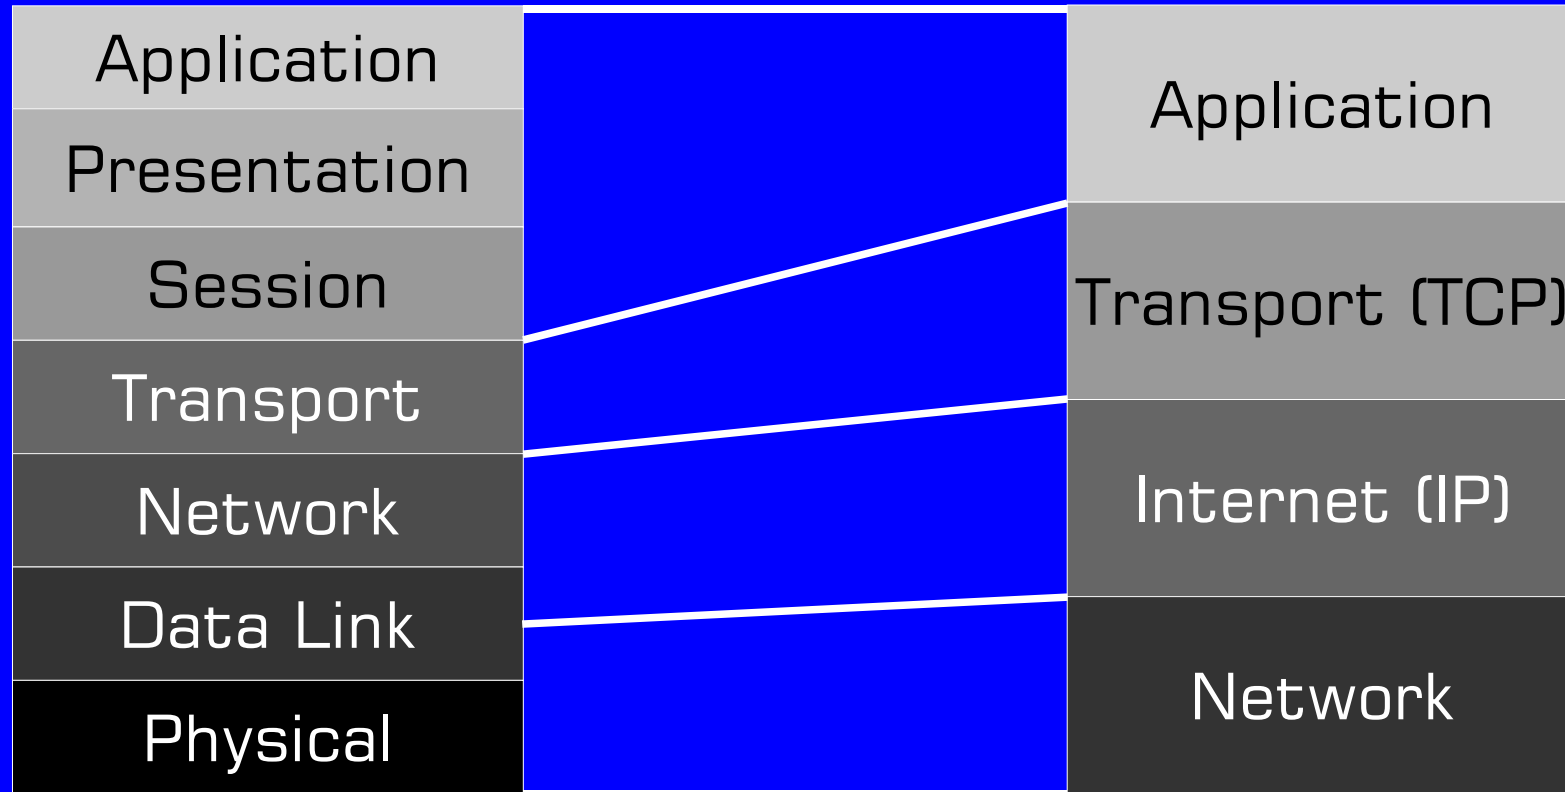 Application
Presentation
Session
Transport
Network
Data Link
Physical
Application
Transport (TCP)
Internet (IP)
Network